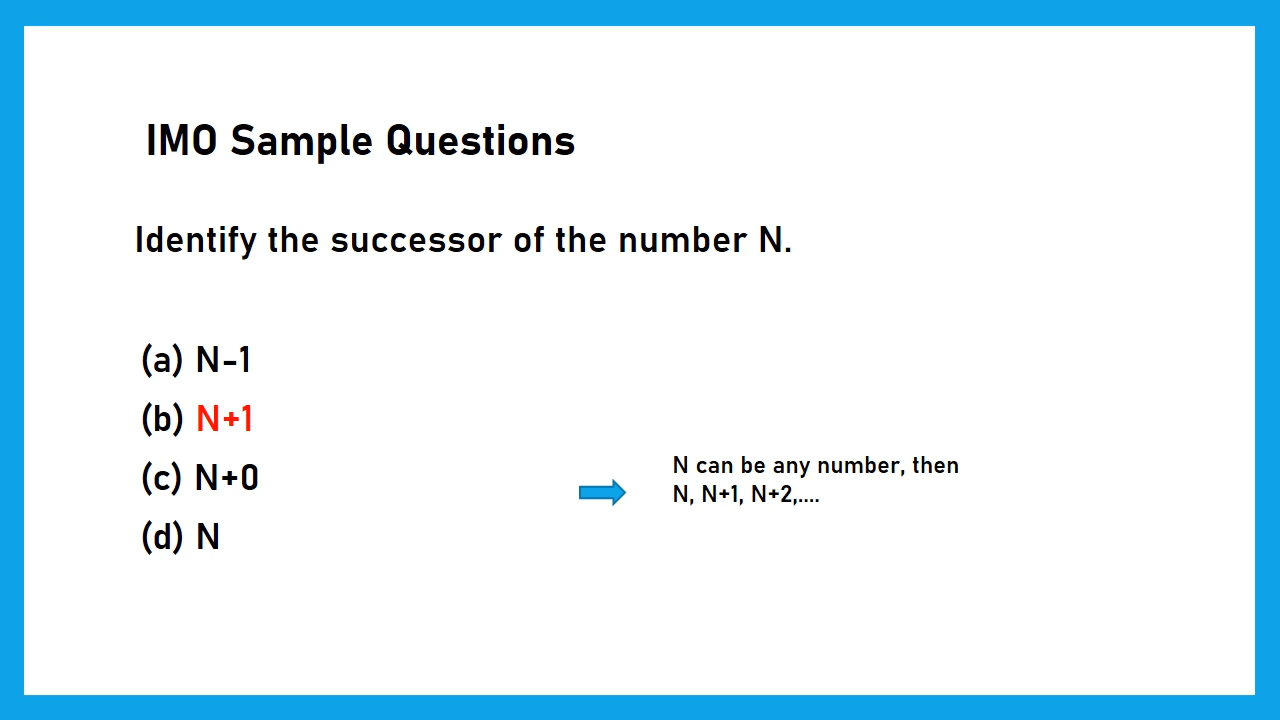 IMO Sample Questions
Identify the successor of the number N.
(a) N-1
(b) N+1
(c) N+0
(d) N
N can be any number, then
N, N+1, N+2,....